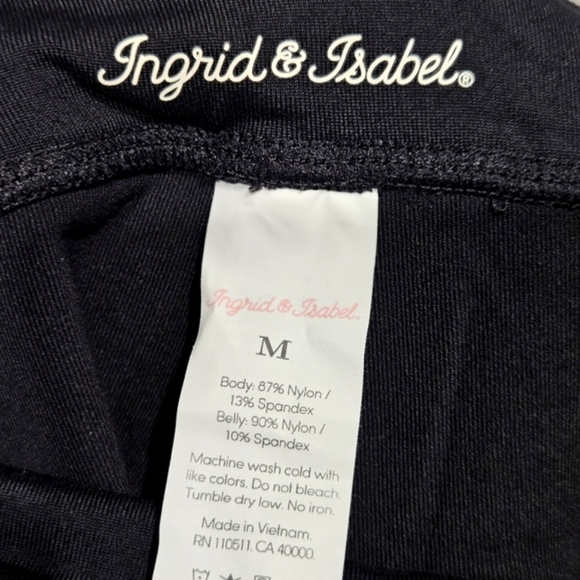 Ingrid & Isabel®
Ingrid & Isabel®
M
Body: 87% Nylon /
13% Spandex
Belly: 90% Nylon /
10% Spandex
Machine wash cold with
like colors. Do not bleach.
Tumble dry low. No iron.
Made in Vietnam.
RN 110511. CA 40000.